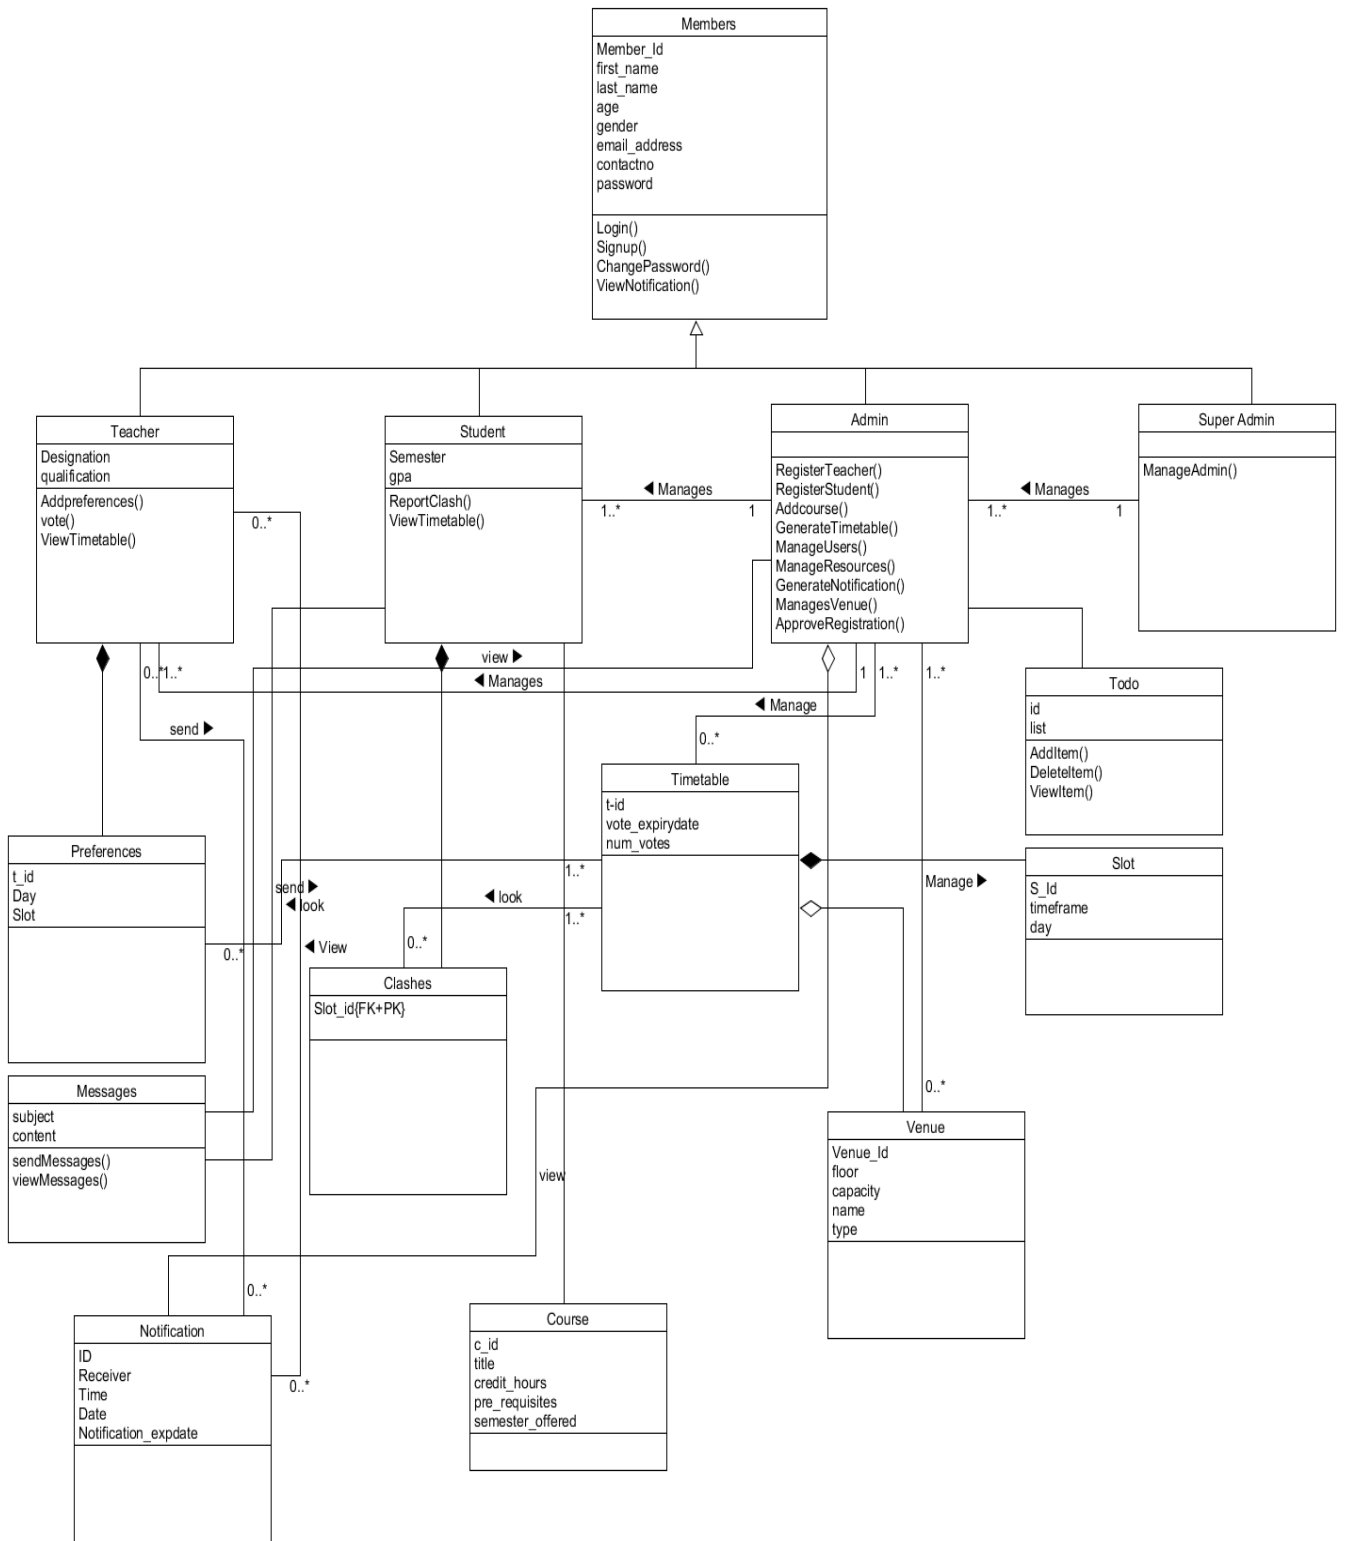 Members
Member_Id
first_name
last_name
age
gender
email_address
contactno
password
Login()
Signup()
ChangePassword()
ViewNotification()
Teacher
Designation
qualification
Addpreferences()
vote()
ViewTimetable()
Student
Semester
gpa
ReportClash()
ViewTimetable()
Admin
RegisterTeacher()
RegisterStudent()
Addcourse()
GenerateTimetable()
ManageUsers()
ManageResources()
GenerateNotification()
ManagesVenue()
ApproveRegistration()
Super Admin
ManageAdmin()
◀ Manages
1..*
1
◀ Manages
1..*
1
0..*
view ▶
◀ Manages
0..*
1..*
1
1..*
1..*
send ▶
◀ Manage
0..*
Todo
id
list
AddItem()
DeleteItem()
ViewItem()
Timetable
t-id
vote_expirydate
num_votes
Preferences
t_id
Day
Slot
1..*
send ▶
◀ look
◀ look
1..*
0..*
◀ View
0..*
Manage ▶
Slot
S_Id
timeframe
day
Clashes
Slot_id{FK+PK}
Messages
subject
content
sendMessages()
viewMessages()
0..*
Venue
Venue_Id
floor
capacity
name
type
view
0..*
Notification
ID
Receiver
Time
Date
Notification_expdate
0..*
Course
c_id
title
credit_hours
pre_requisites
semester_offered